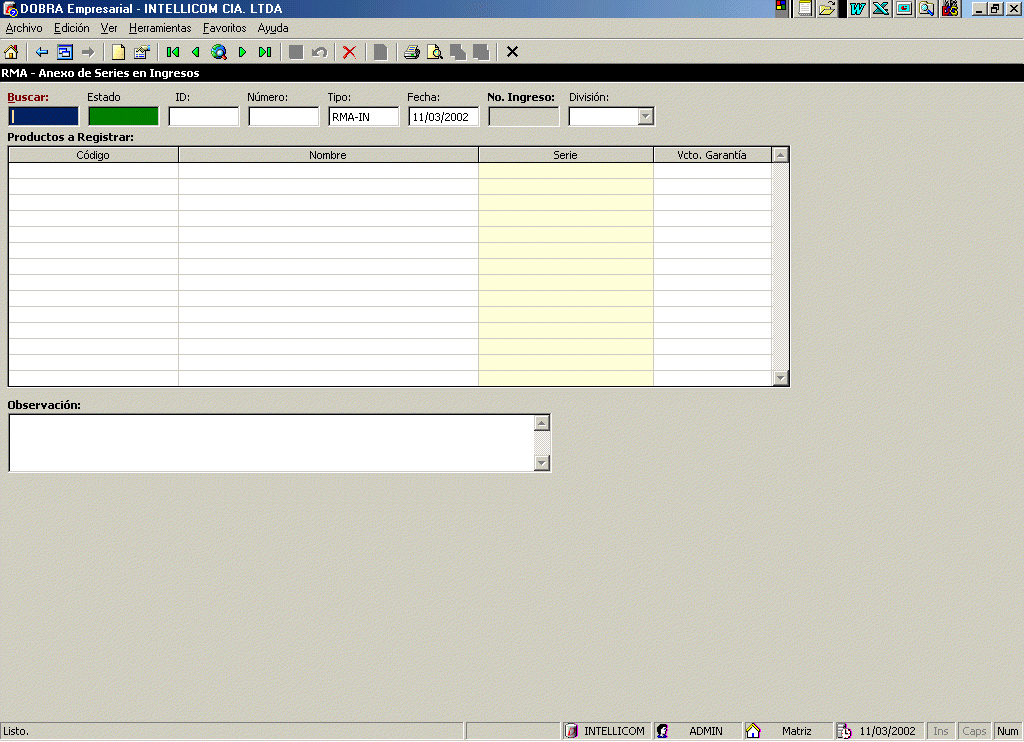 DOBRA Empresarial - INTELLICOM CIA. LTDA
Archivo Edición Ver Herramientas Favoritos Ayuda
RMA - Anexo de Series en Ingresos
Buscar: Estado ID: Número: Tipo: Fecha: No. Ingreso: División:
RMA-IN 11/03/2002
Productos a Registrar:
Código Nombre Serie Vcto. Garantía
Observación:
Listo. INTELLICOM ADMIN Matriz 11/03/2002 Ins Caps Num